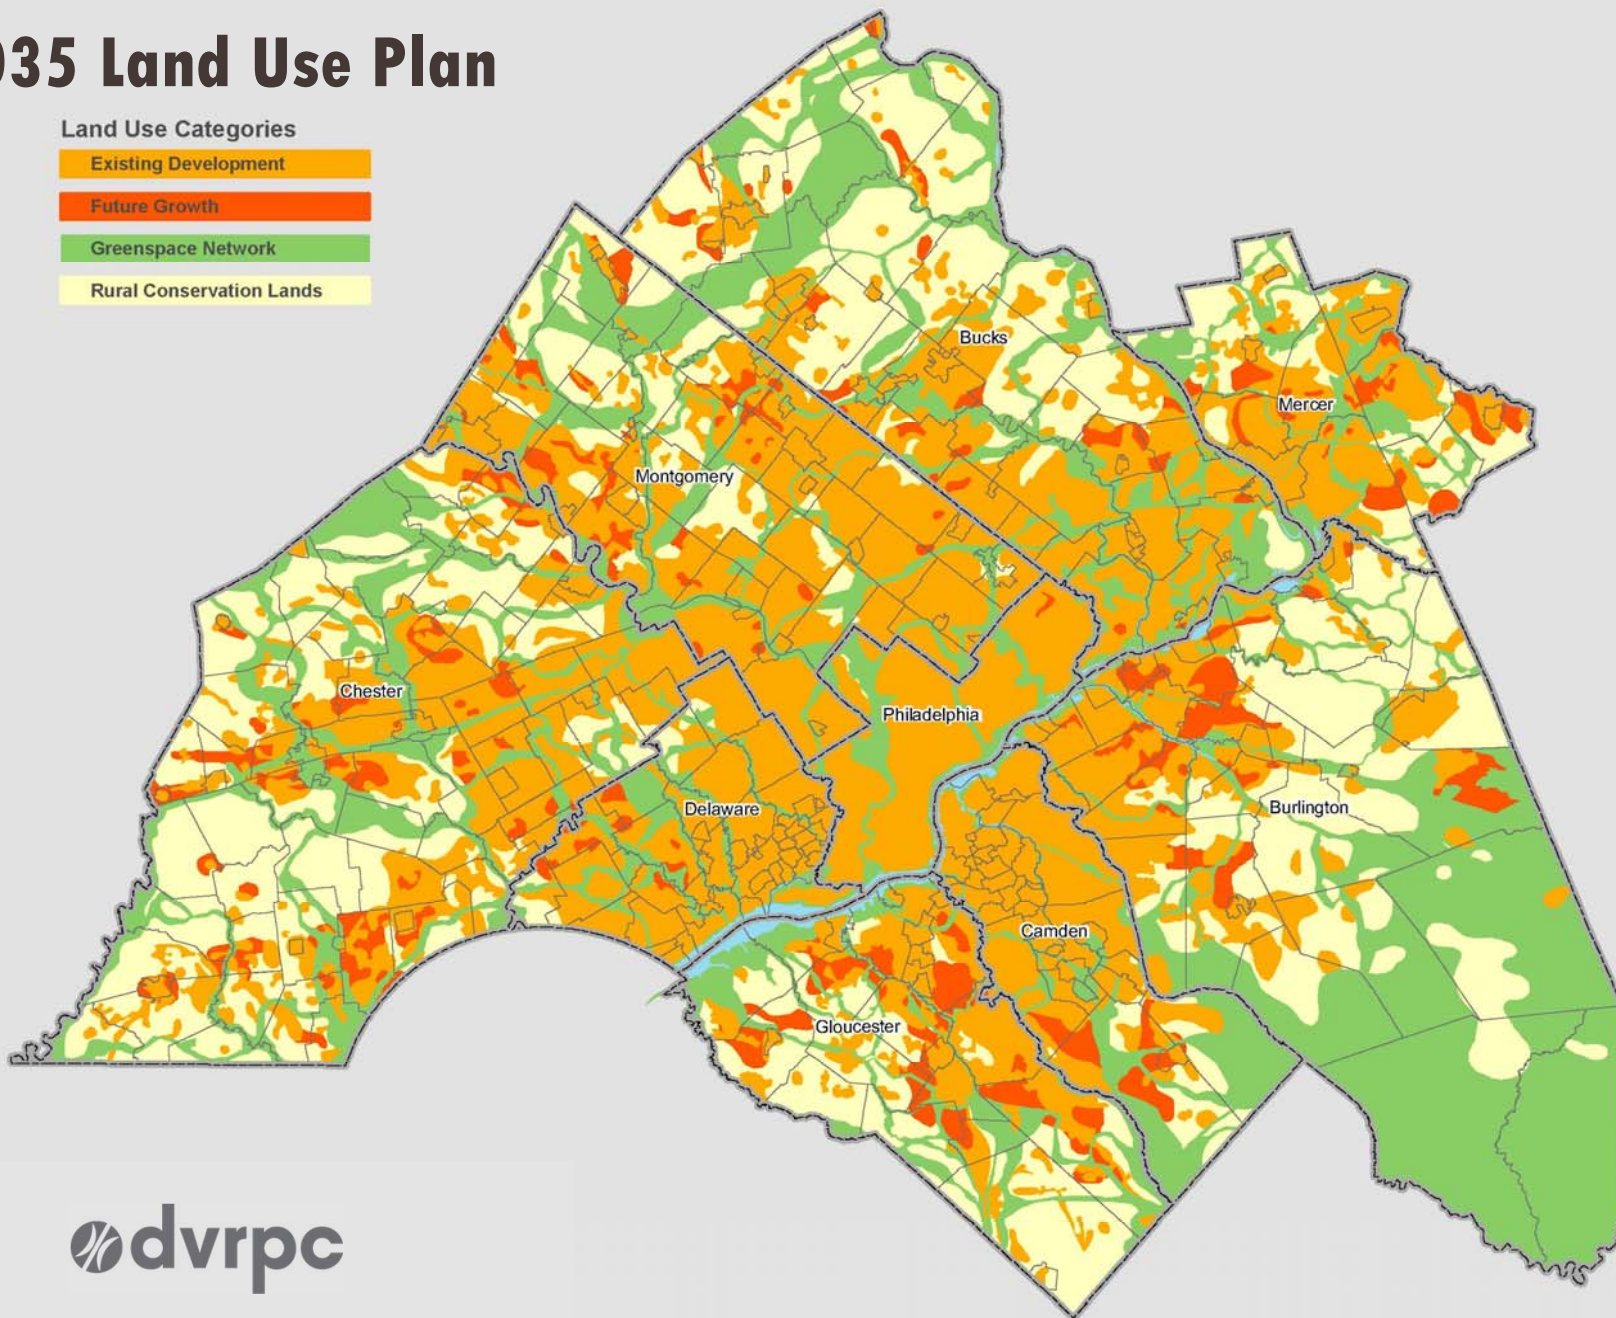 035 Land Use Plan
Land Use Categories
Existing Development
Future Growth
Greenspace Network
Rural Conservation Lands
Bucks
Mercer
Montgomery
Chester
Philadelphia
Delaware
Burlington
Camden
Gloucester
dvrpc